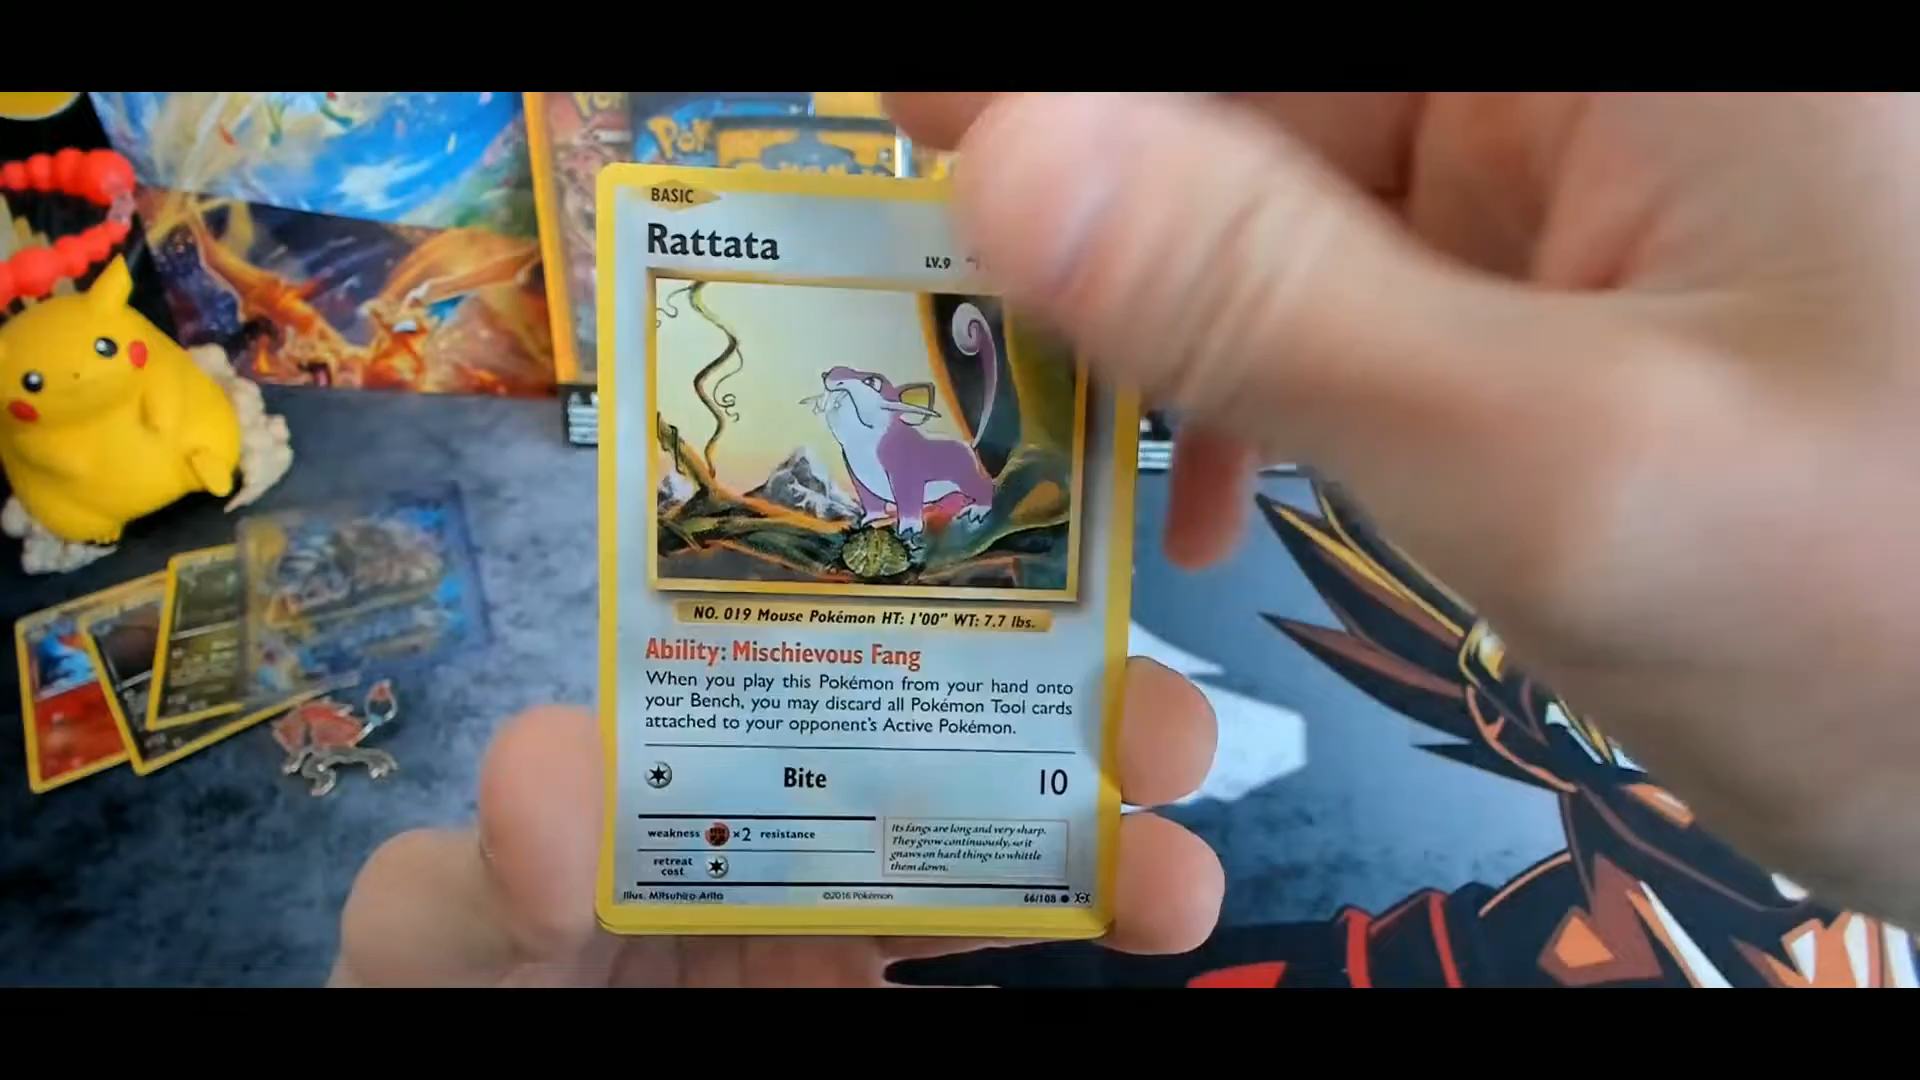 BASIC
Rattata
LV.9
NO. 019 Mouse Pokémon HT: 1'00" WT: 7.7 lbs.
Ability: Mischievous Fang
When you play this Pokémon from your hand onto
your Bench, you may discard all Pokémon Tool cards
attached to your opponent's Active Pokémon.
Bite 10
weakness ×2 resistance
retreat
cost
Its fangs are long and very sharp.
They grow continuously, so it
gnaws on hard things to whittle
them down.
Illus. Mitsuhiro Arita ©2016 Pokémon 66/108